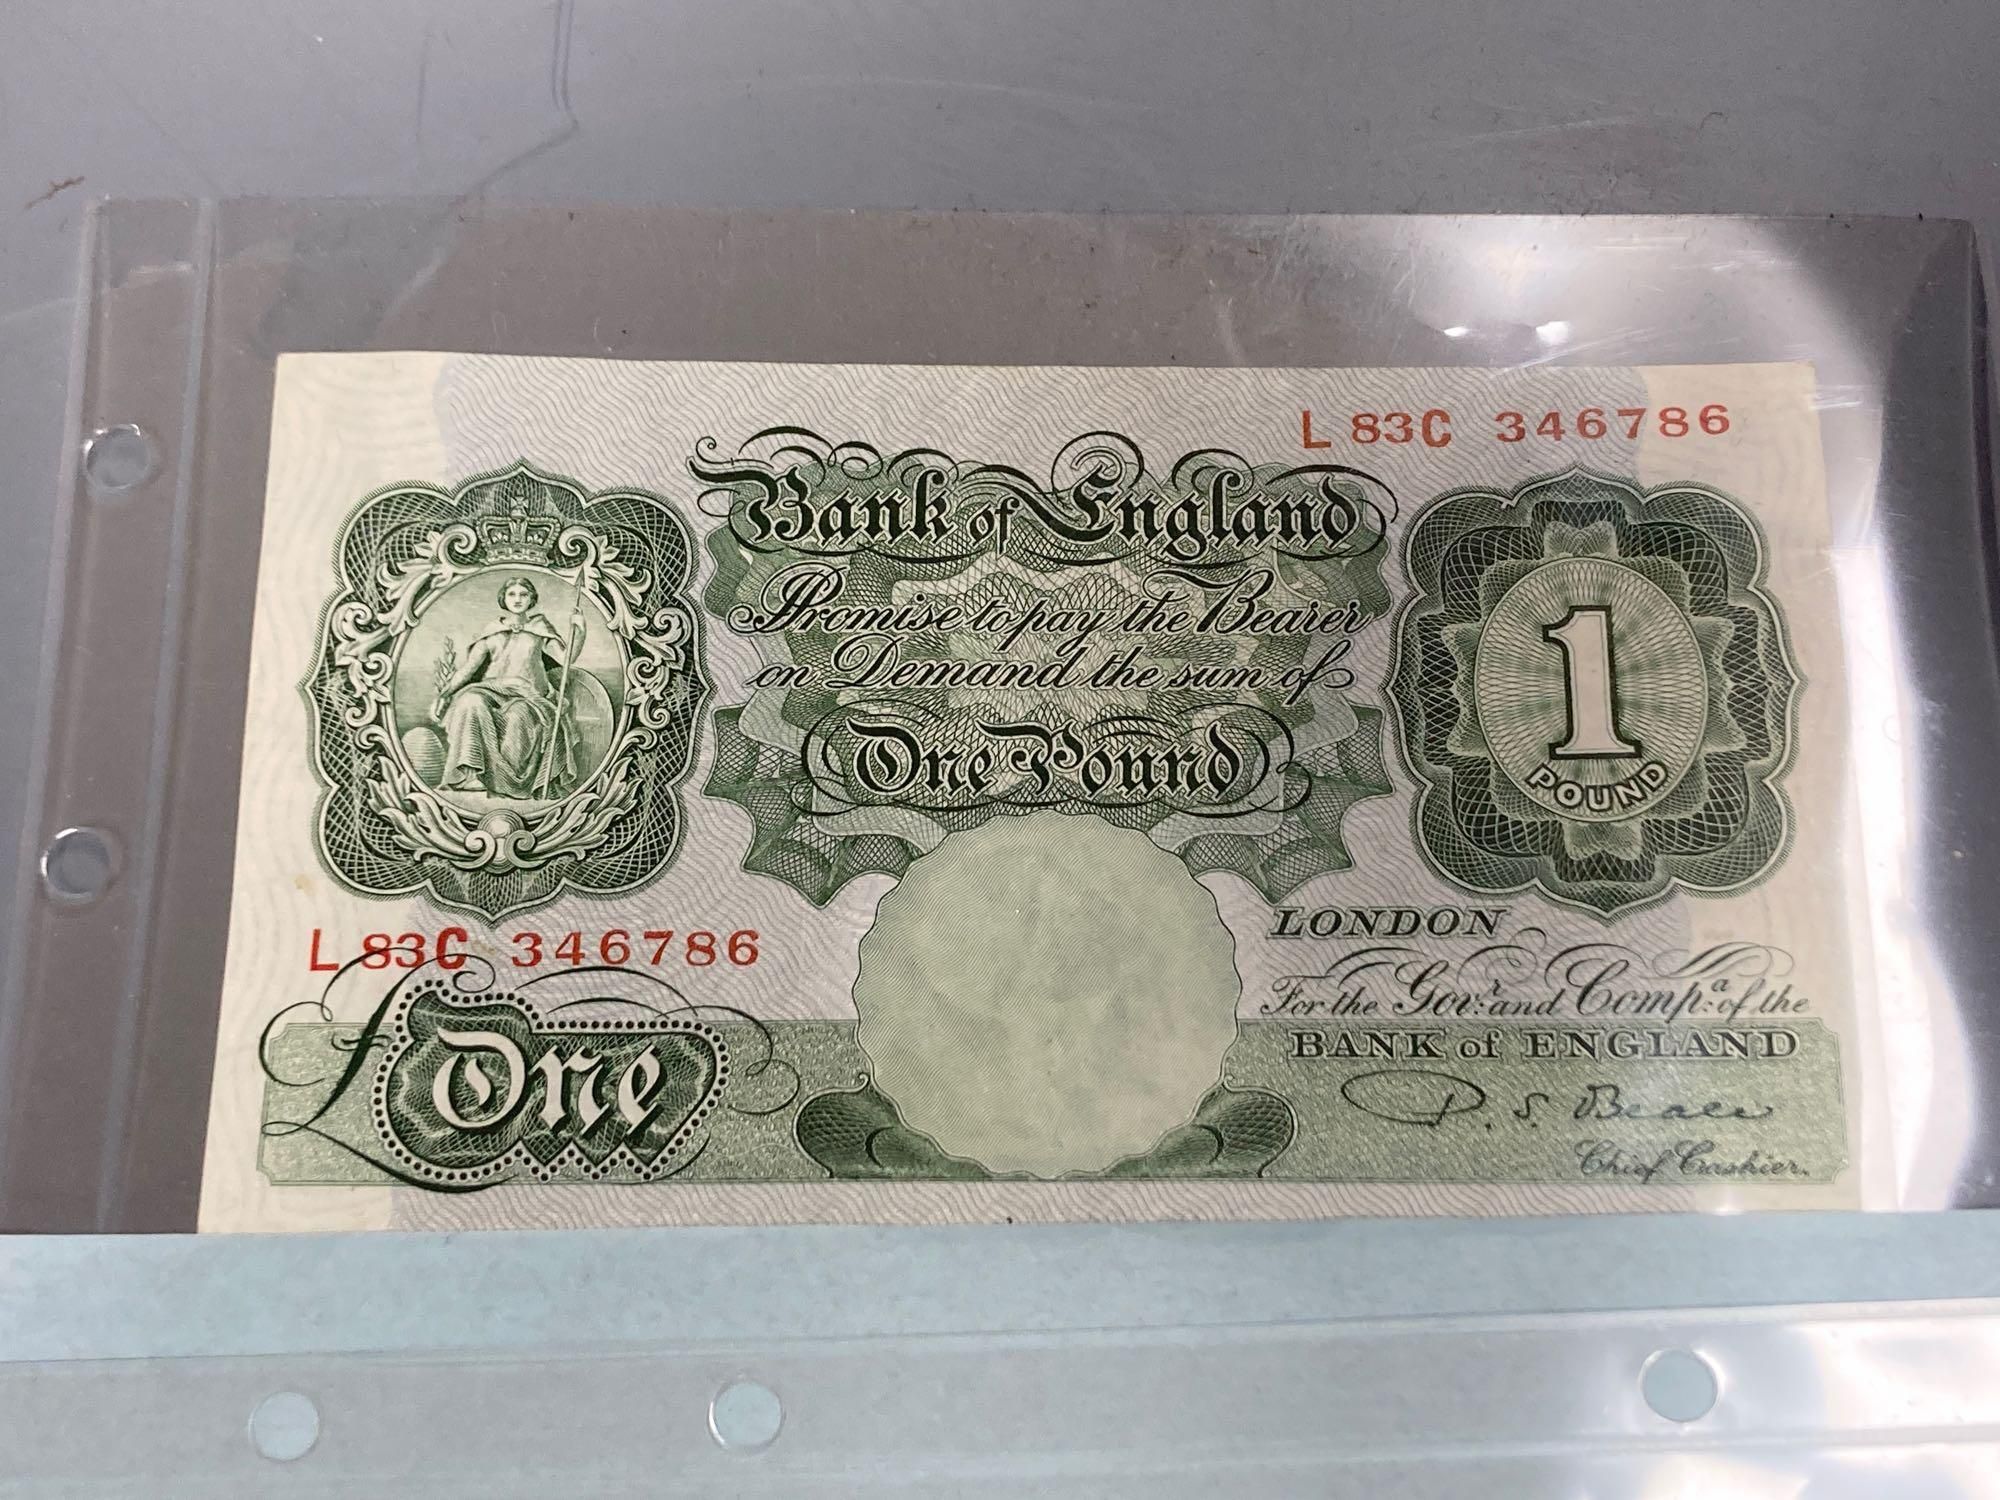 L 83C 346786
Bank of England
I Promise to pay the Bearer
on Demand the sum of
One Pound
1
POUND
L 83C 346786
LONDON
For the Govr. and Compa. of the
BANK of ENGLAND
£One
P. S. Beale
Chief Cashier.